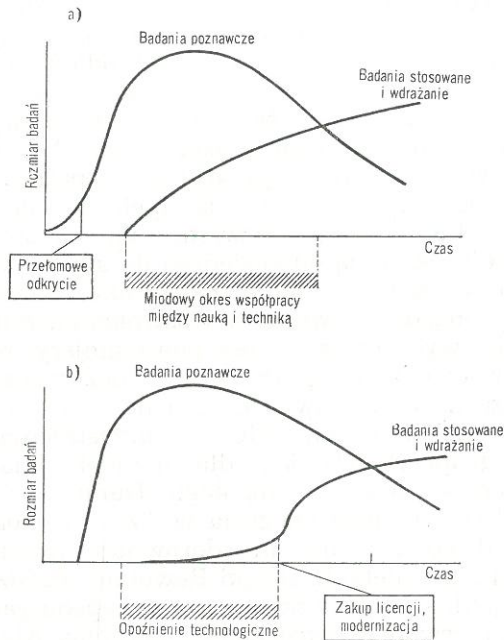 a)
Badania poznawcze
Badania stosowane
i wdrażanie
Rozmiar badań
Czas
Przełomowe
odkrycie
Miodowy okres współpracy
między nauką i techniką
b)
Badania poznawcze
Badania stosowane
i wdrażanie
Rozmiar badań
Czas
Opoźnienie technologiczne
Zakup licencji,
modernizacja